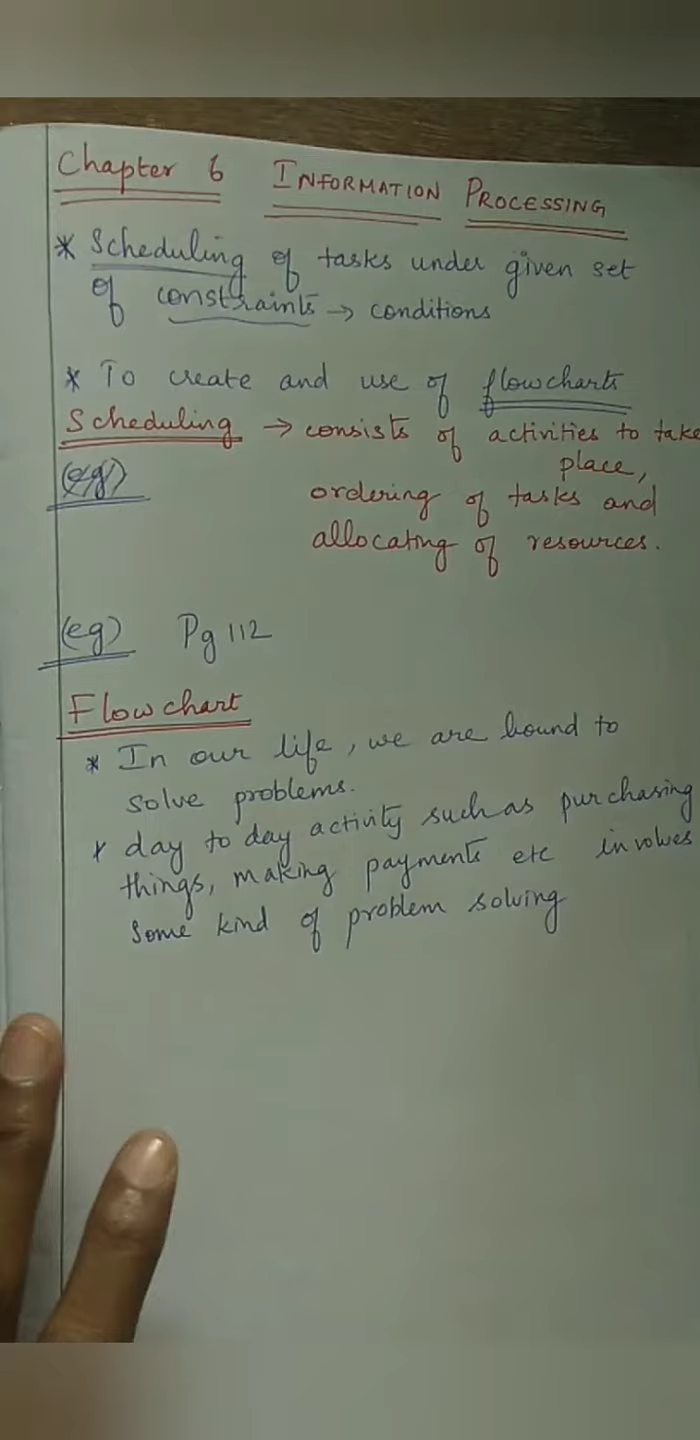 Chapter 6 INFORMATION PROCESSING
* Scheduling of tasks under given set
of constraints → conditions
* To create and use of flowcharts
Scheduling → consists of activities to take
place,
(eg)
ordering of tasks and
allocating of resources.
(eg) Pg 112
Flowchart
* In our life, we are bound to
solve problems.
* day to day activity such as purchasing
things, making payments etc involves
some kind of problem solving